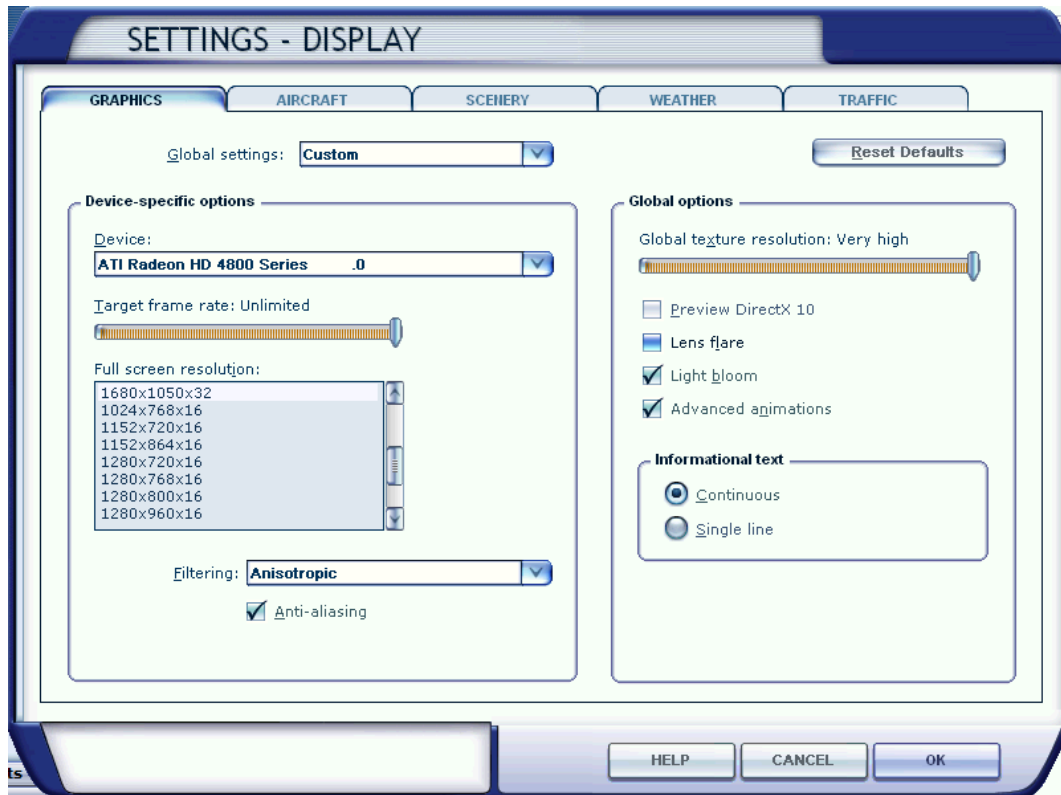 SETTINGS - DISPLAY
GRAPHICS
AIRCRAFT
SCENERY
WEATHER
TRAFFIC
Global settings: Custom
Reset Defaults
Device-specific options
Device:
ATI Radeon HD 4800 Series .0
Target frame rate: Unlimited
Full screen resolution:
1680x1050x32
1024x768x16
1152x720x16
1152x864x16
1280x720x16
1280x768x16
1280x800x16
1280x960x16
Filtering: Anisotropic
Anti-aliasing
Global options
Global texture resolution: Very high
Preview DirectX 10
Lens flare
Light bloom
Advanced animations
Informational text
Continuous
Single line
ts
HELP
CANCEL
OK